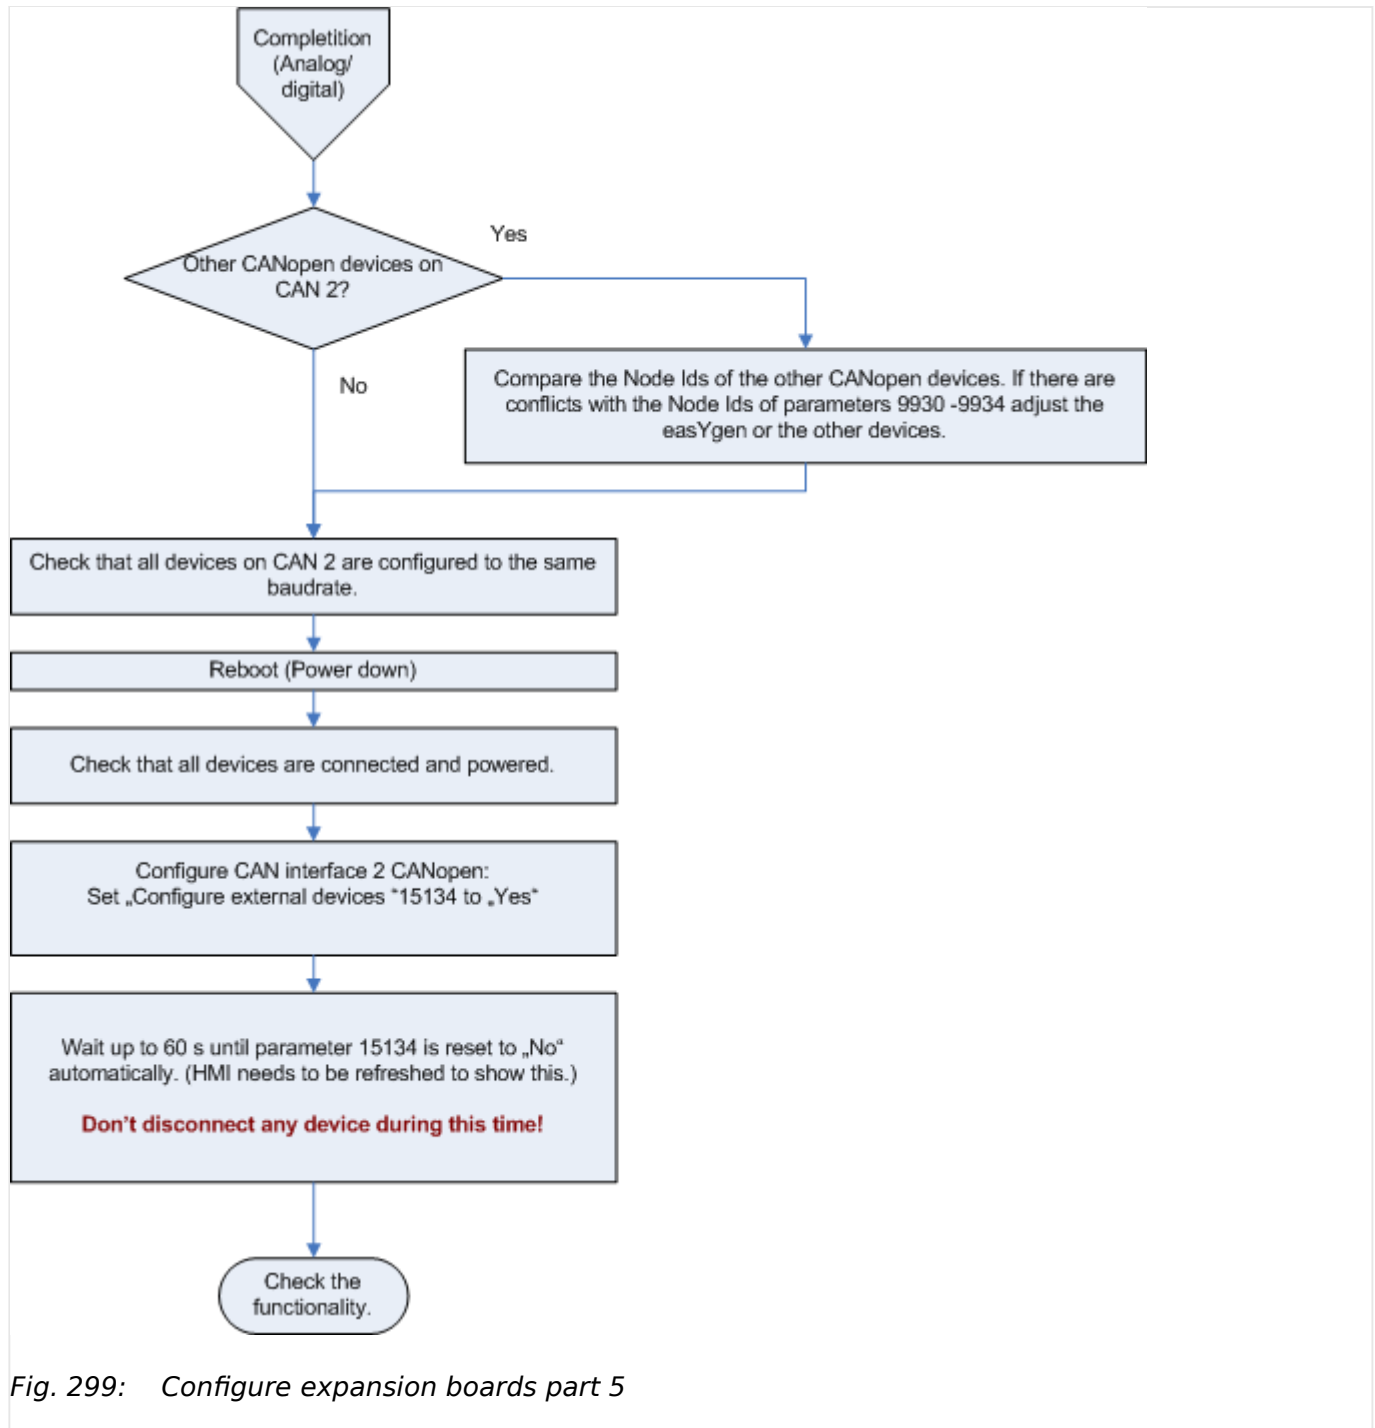 Completition
(Analog/
digital)
Yes
Other CANopen devices on
CAN 2?
No
Compare the Node Ids of the other CANopen devices. If there are
conflicts with the Node Ids of parameters 9930 -9934 adjust the
easYgen or the other devices.
Check that all devices on CAN 2 are configured to the same
baudrate.
Reboot (Power down)
Check that all devices are connected and powered.
Configure CAN interface 2 CANopen:
Set „Configure external devices “15134 to „Yes“
Wait up to 60 s until parameter 15134 is reset to „No“
automatically. (HMI needs to be refreshed to show this.)
Don’t disconnect any device during this time!
Check the
functionality.
Fig. 299: Configure expansion boards part 5